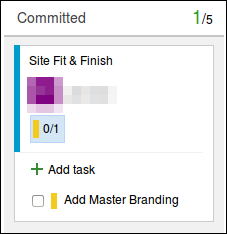 Committed 1/5
Site Fit & Finish
0/1
+ Add task
Add Master Branding